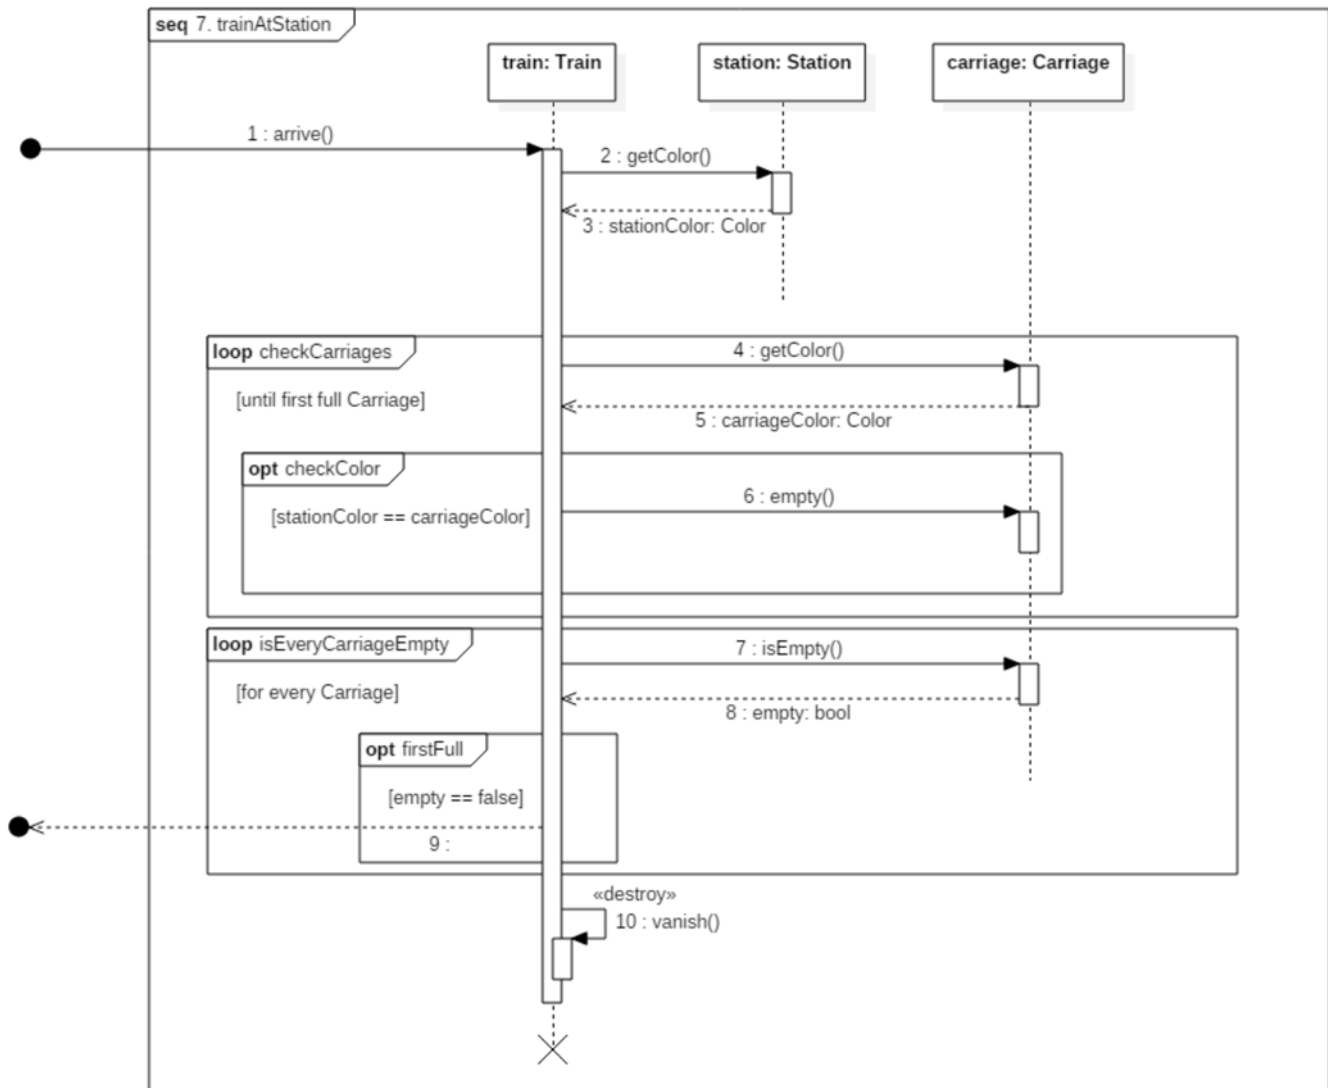 seq 7. trainAtStation
train: Train
station: Station
carriage: Carriage
1 : arrive()
2 : getColor()
3 : stationColor: Color
loop checkCarriages
4 : getColor()
[until first full Carriage]
5 : carriageColor: Color
opt checkColor
6 : empty()
[stationColor == carriageColor]
loop isEveryCarriageEmpty
7 : isEmpty()
[for every Carriage]
8 : empty: bool
opt firstFull
[empty == false]
9 :
«destroy»
10 : vanish()